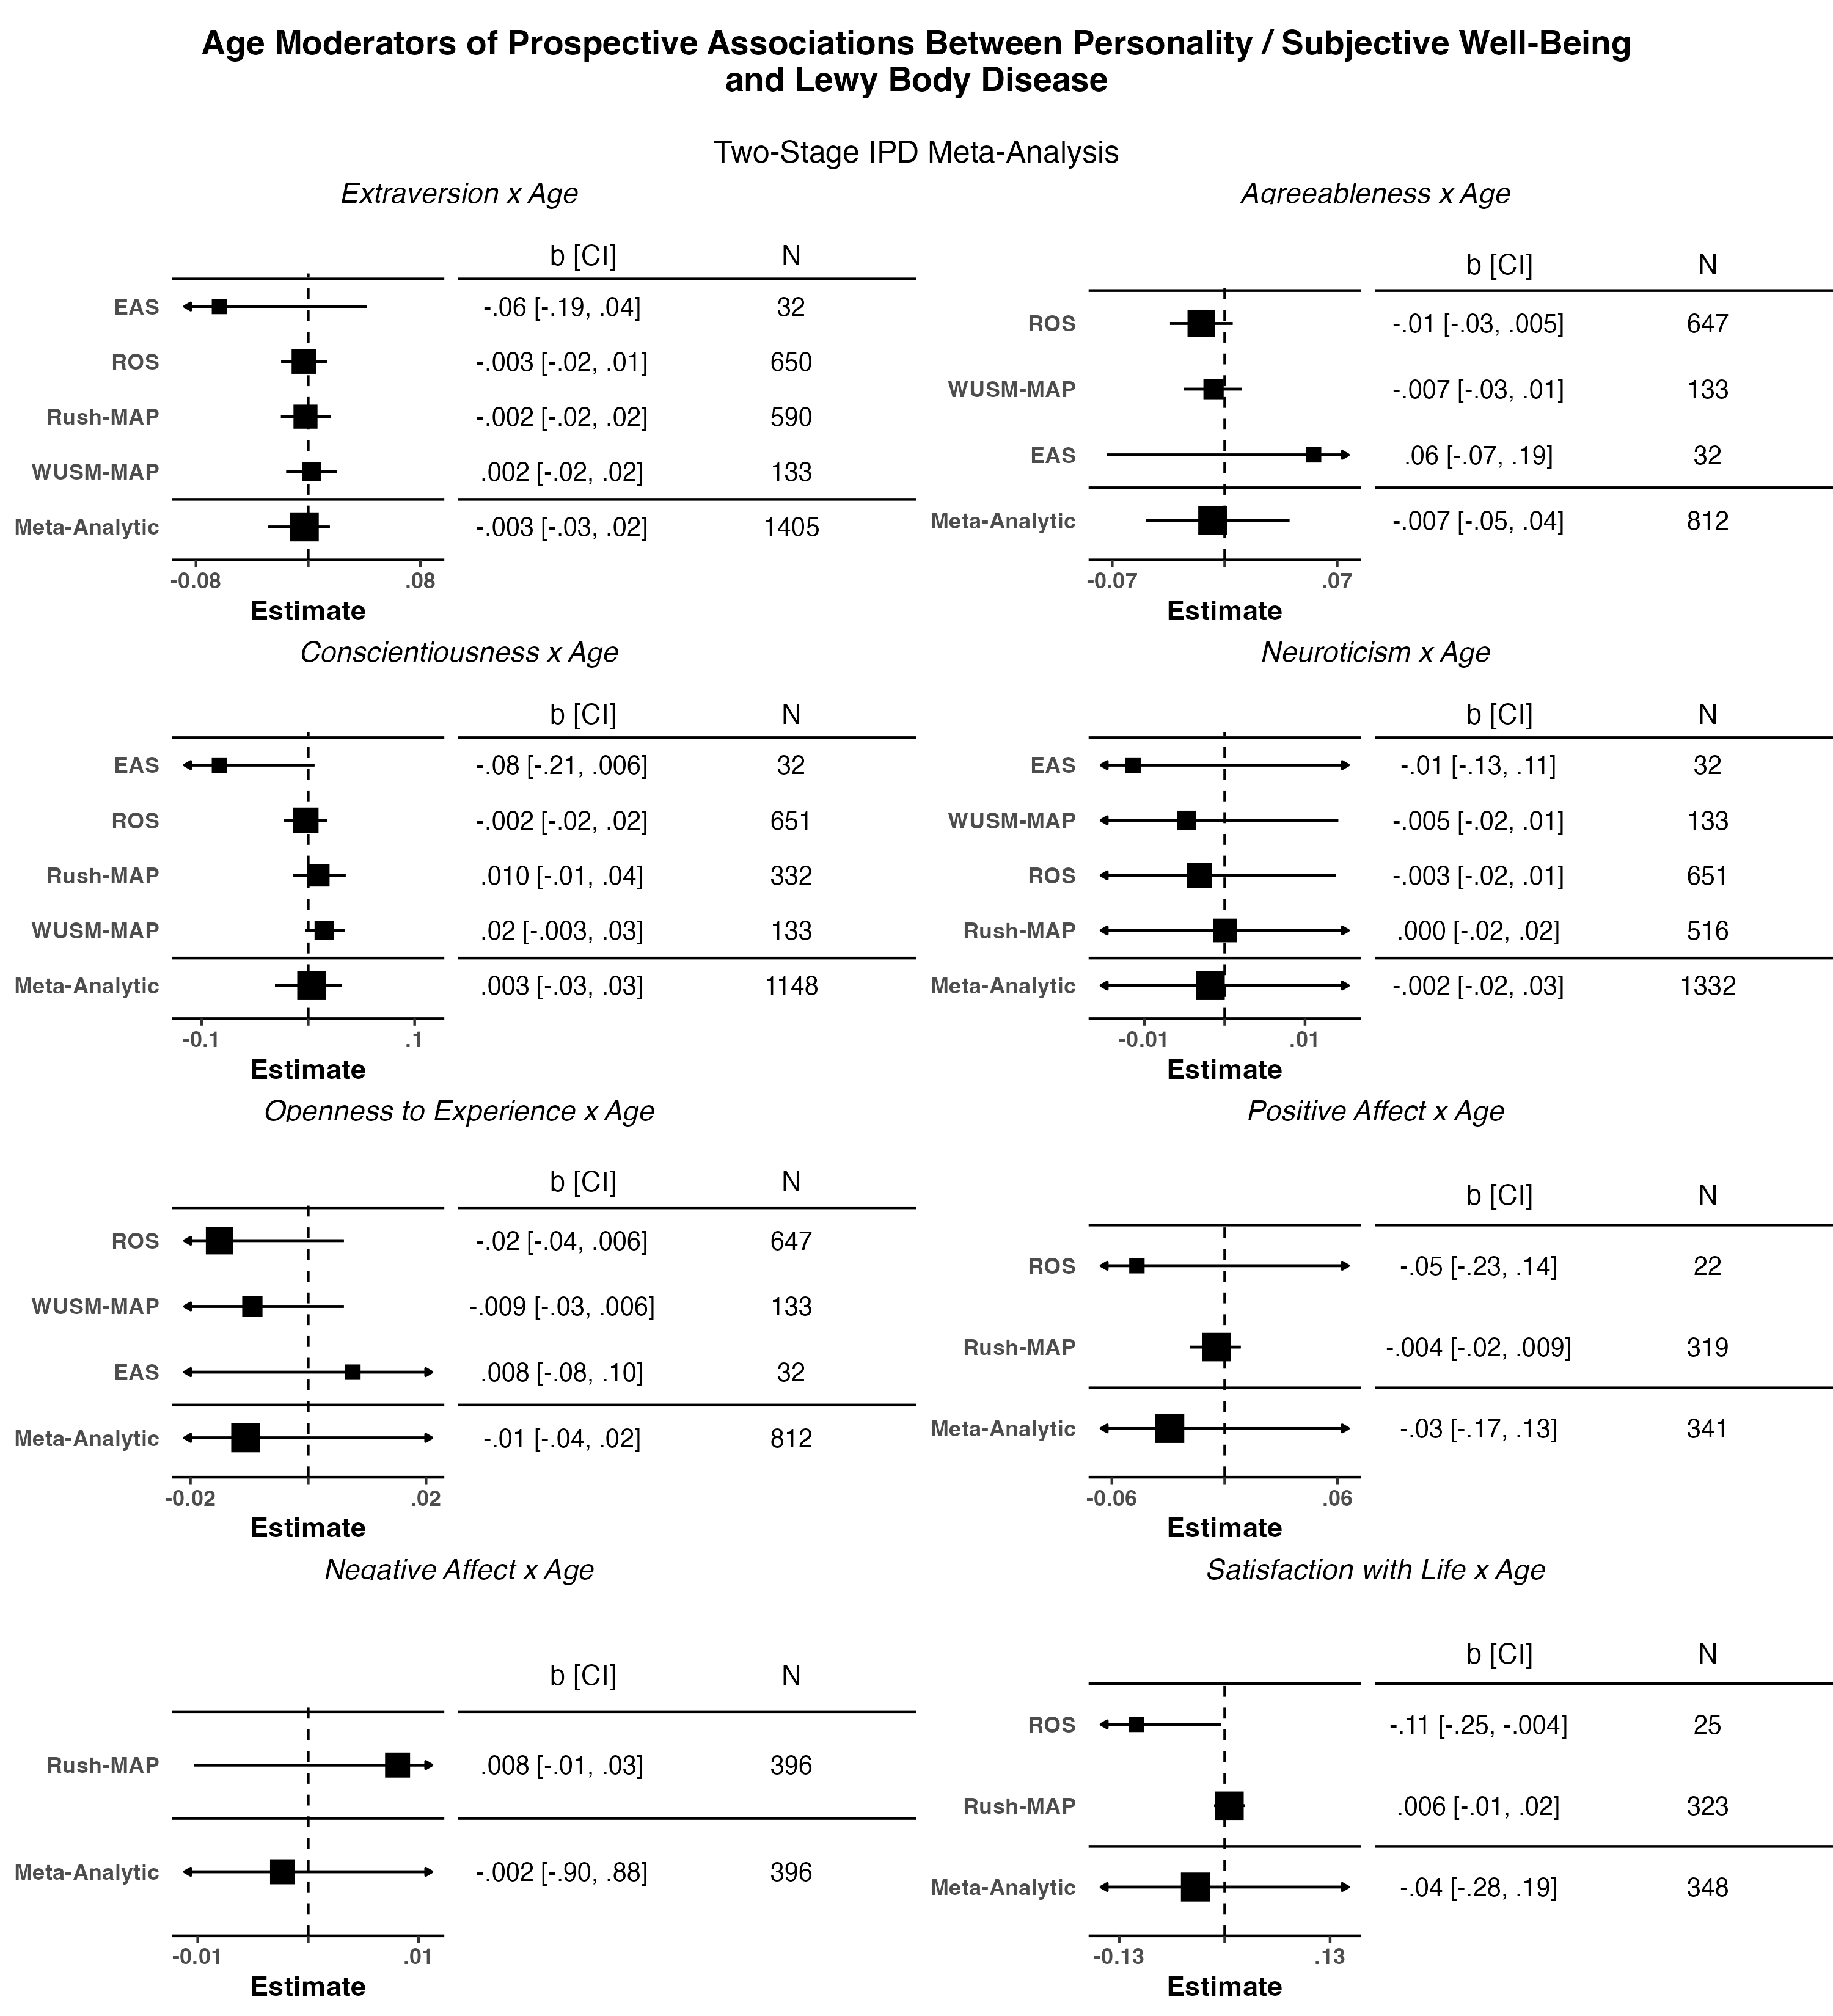 Age Moderators of Prospective Associations Between Personality / Subjective Well-Being
and Lewy Body Disease
Two-Stage IPD Meta-Analysis
Extraversion x Age
b [CI] N
EAS -.06 [-.19, .04] 32
ROS -.003 [-.02, .01] 650
Rush-MAP -.002 [-.02, .02] 590
WUSM-MAP .002 [-.02, .02] 133
Meta-Analytic -.003 [-.03, .02] 1405
-0.08 .08
Estimate
Agreeableness x Age
b [CI] N
ROS -.01 [-.03, .005] 647
WUSM-MAP -.007 [-.03, .01] 133
EAS .06 [-.07, .19] 32
Meta-Analytic -.007 [-.05, .04] 812
-0.07 .07
Estimate
Conscientiousness x Age
b [CI] N
EAS -.08 [-.21, .006] 32
ROS -.002 [-.02, .02] 651
Rush-MAP .010 [-.01, .04] 332
WUSM-MAP .02 [-.003, .03] 133
Meta-Analytic .003 [-.03, .03] 1148
-0.1 .1
Estimate
Neuroticism x Age
b [CI] N
EAS -.01 [-.13, .11] 32
WUSM-MAP -.005 [-.02, .01] 133
ROS -.003 [-.02, .01] 651
Rush-MAP .000 [-.02, .02] 516
Meta-Analytic -.002 [-.02, .03] 1332
-0.01 .01
Estimate
Openness to Experience x Age
b [CI] N
ROS -.02 [-.04, .006] 647
WUSM-MAP -.009 [-.03, .006] 133
EAS .008 [-.08, .10] 32
Meta-Analytic -.01 [-.04, .02] 812
-0.02 .02
Estimate
Positive Affect x Age
b [CI] N
ROS -.05 [-.23, .14] 22
Rush-MAP -.004 [-.02, .009] 319
Meta-Analytic -.03 [-.17, .13] 341
-0.06 .06
Estimate
Negative Affect x Age
b [CI] N
Rush-MAP .008 [-.01, .03] 396
Meta-Analytic -.002 [-.90, .88] 396
-0.01 .01
Estimate
Satisfaction with Life x Age
b [CI] N
ROS -.11 [-.25, -.004] 25
Rush-MAP .006 [-.01, .02] 323
Meta-Analytic -.04 [-.28, .19] 348
-0.13 .13
Estimate